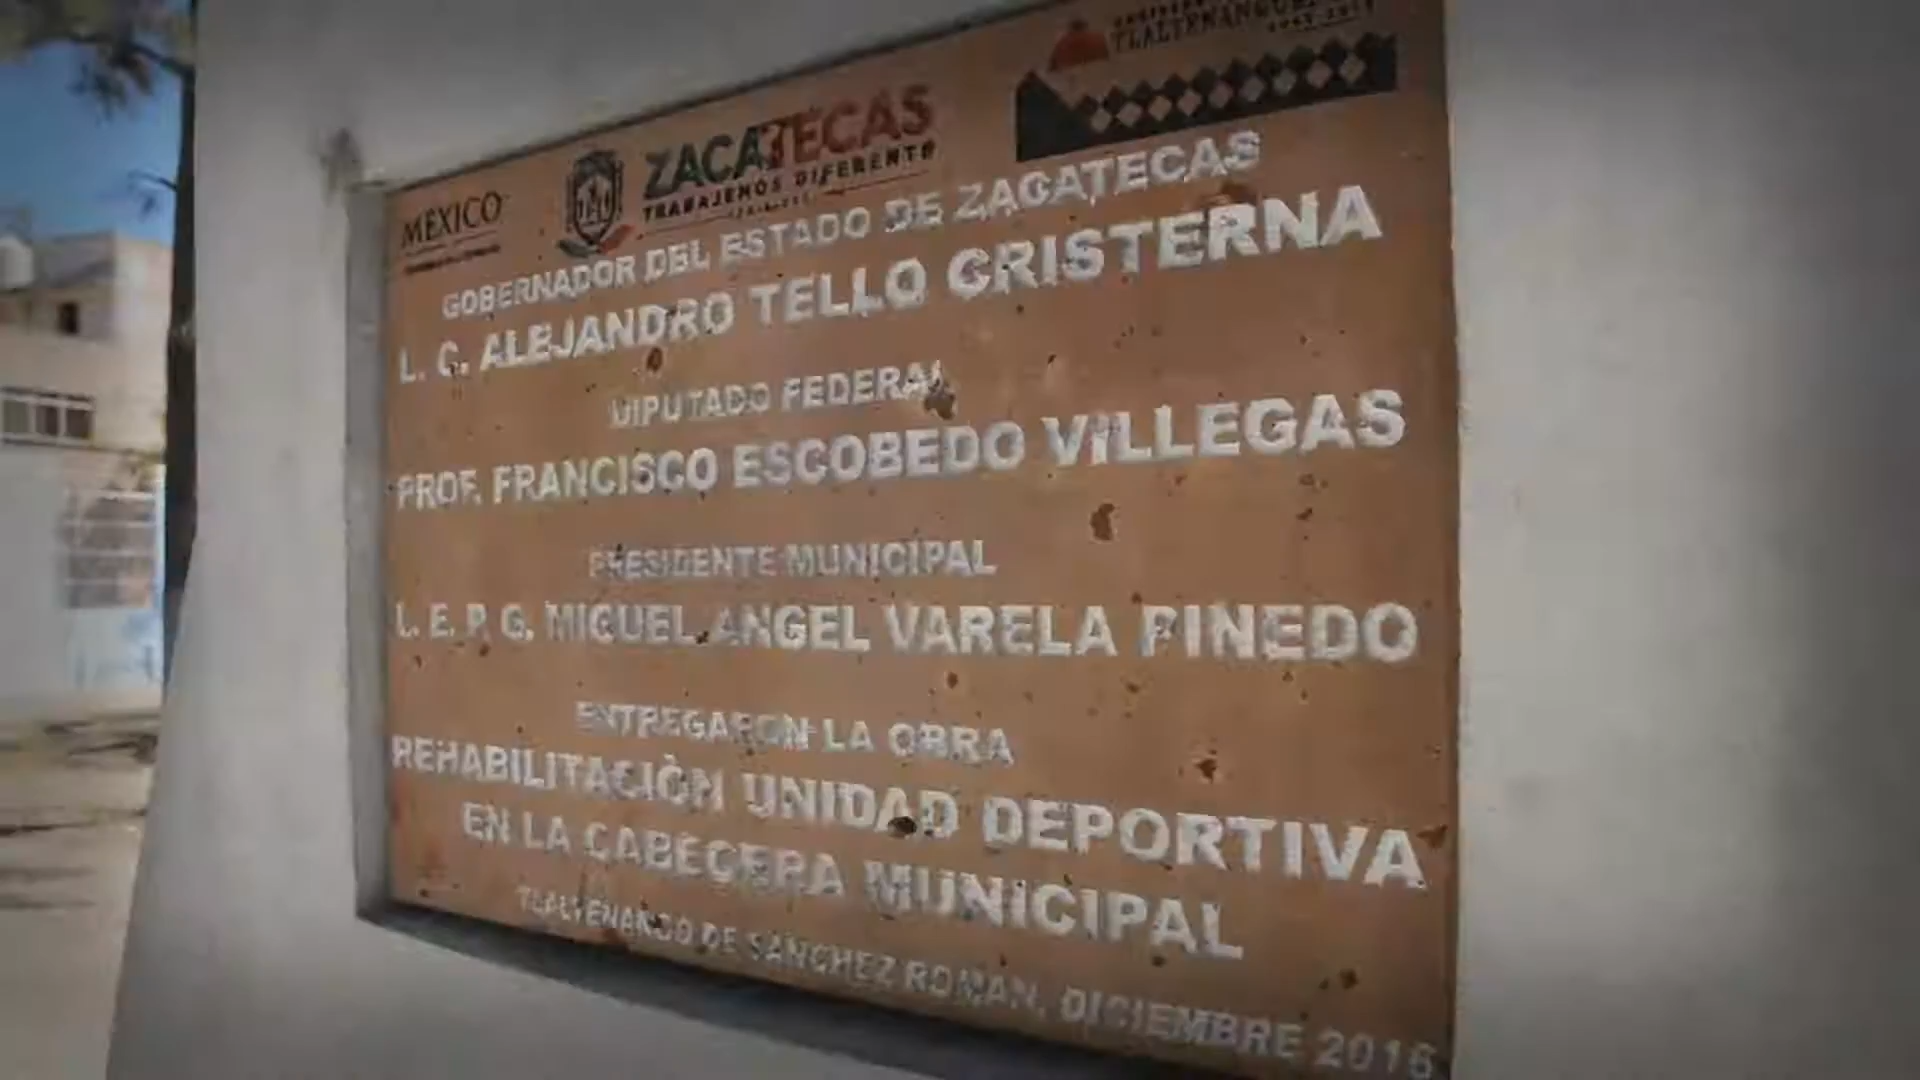 MÉXICO
ZACATECAS
TRABAJEMOS DIFERENTE
GOBERNADOR DEL ESTADO DE ZACATECAS
L. C. ALEJANDRO TELLO CRISTERNA
DIPUTADO FEDERAL
PROF. FRANCISCO ESCOBEDO VILLEGAS
PRESIDENTE MUNICIPAL
L. E. P. G. MIGUEL ANGEL VARELA PINEDO
ENTREGARON LA OBRA
REHABILITACIÒN UNIDAD DEPORTIVA
EN LA CABECERA MUNICIPAL
TLALTENANGO DE SANCHEZ ROMAN, DICIEMBRE 2016